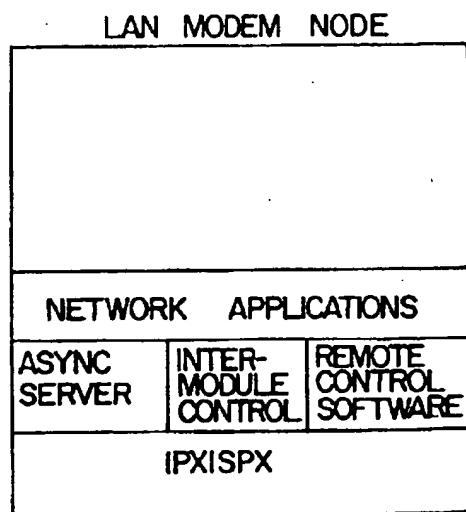 LAN MODEM NODE
NETWORK APPLICATIONS
ASYNC
SERVER
INTER-
MODULE
CONTROL
REMOTE
CONTROL
SOFTWARE
IPXISPX